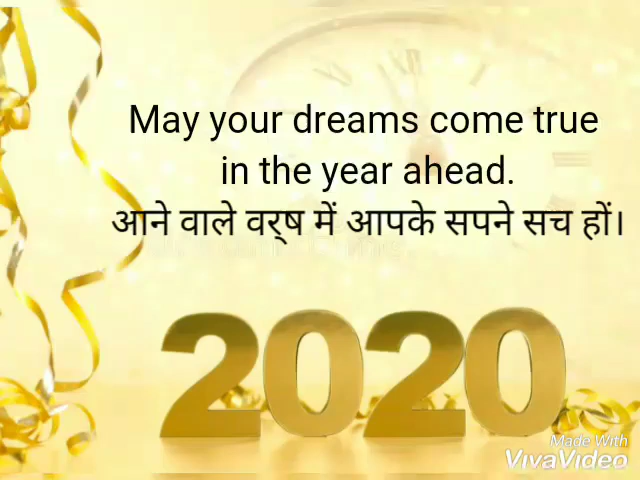 May your dreams come true
in the year ahead.
आने वाले वर्ष में आपके सपने सच हों।
2020
Made With
VivaVideo